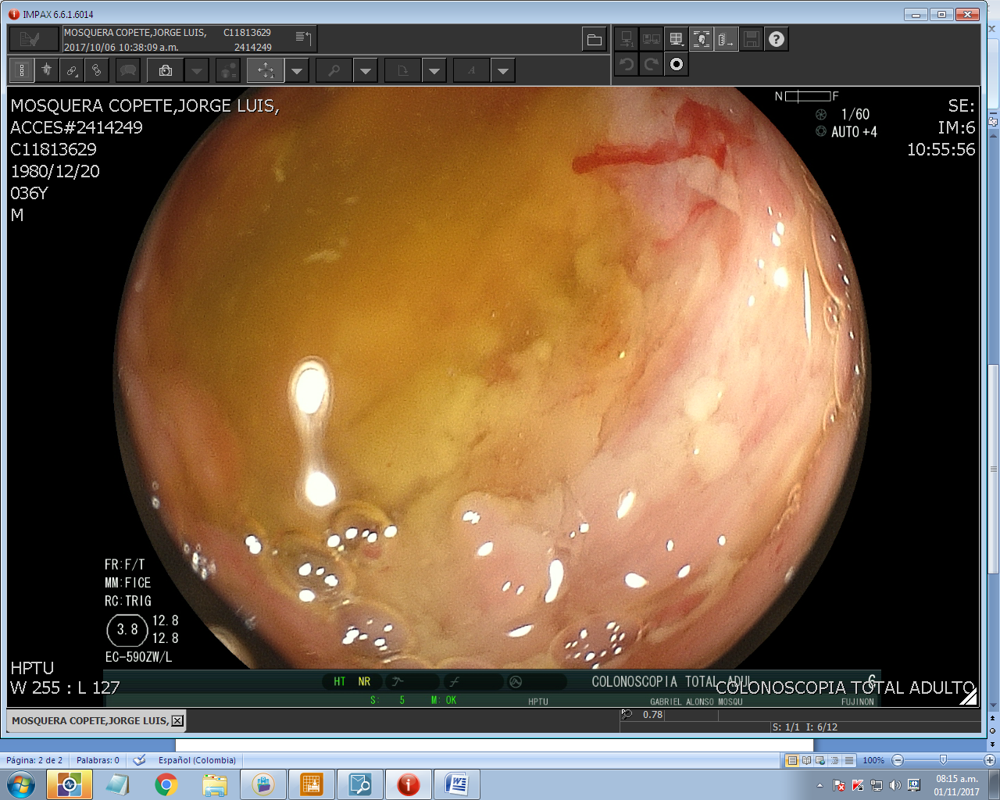 IMPAX 6.6.1.6014
MOSQUERA COPETE,JORGE LUIS, C11813629
2017/10/06 10:38:09 a.m. 2414249
MOSQUERA COPETE,JORGE LUIS,
ACCES#2414249
C11813629
1980/12/20
036Y
M
N F
1/60
AUTO +4
SE:
IM:6
10:55:56
FR:F/T
MM:FICE
RC:TRIG
3.8 12.8
12.8
EC-590ZW/L
HPTU
W 255 : L 127
HT NR
S: 5 M: OK
COLONOSCOPIA TOTAL ADUL
6
COLONOSCOPIA TOTAL ADULTO
HPTU GABRIEL ALONSO MOSQU FUJINON
MOSQUERA COPETE,JORGE LUIS,
0.78
S: 1/1 I: 6/12
Página: 2 de 2 Palabras: 0 Español (Colombia) 100%
08:15 a.m.
01/11/2017